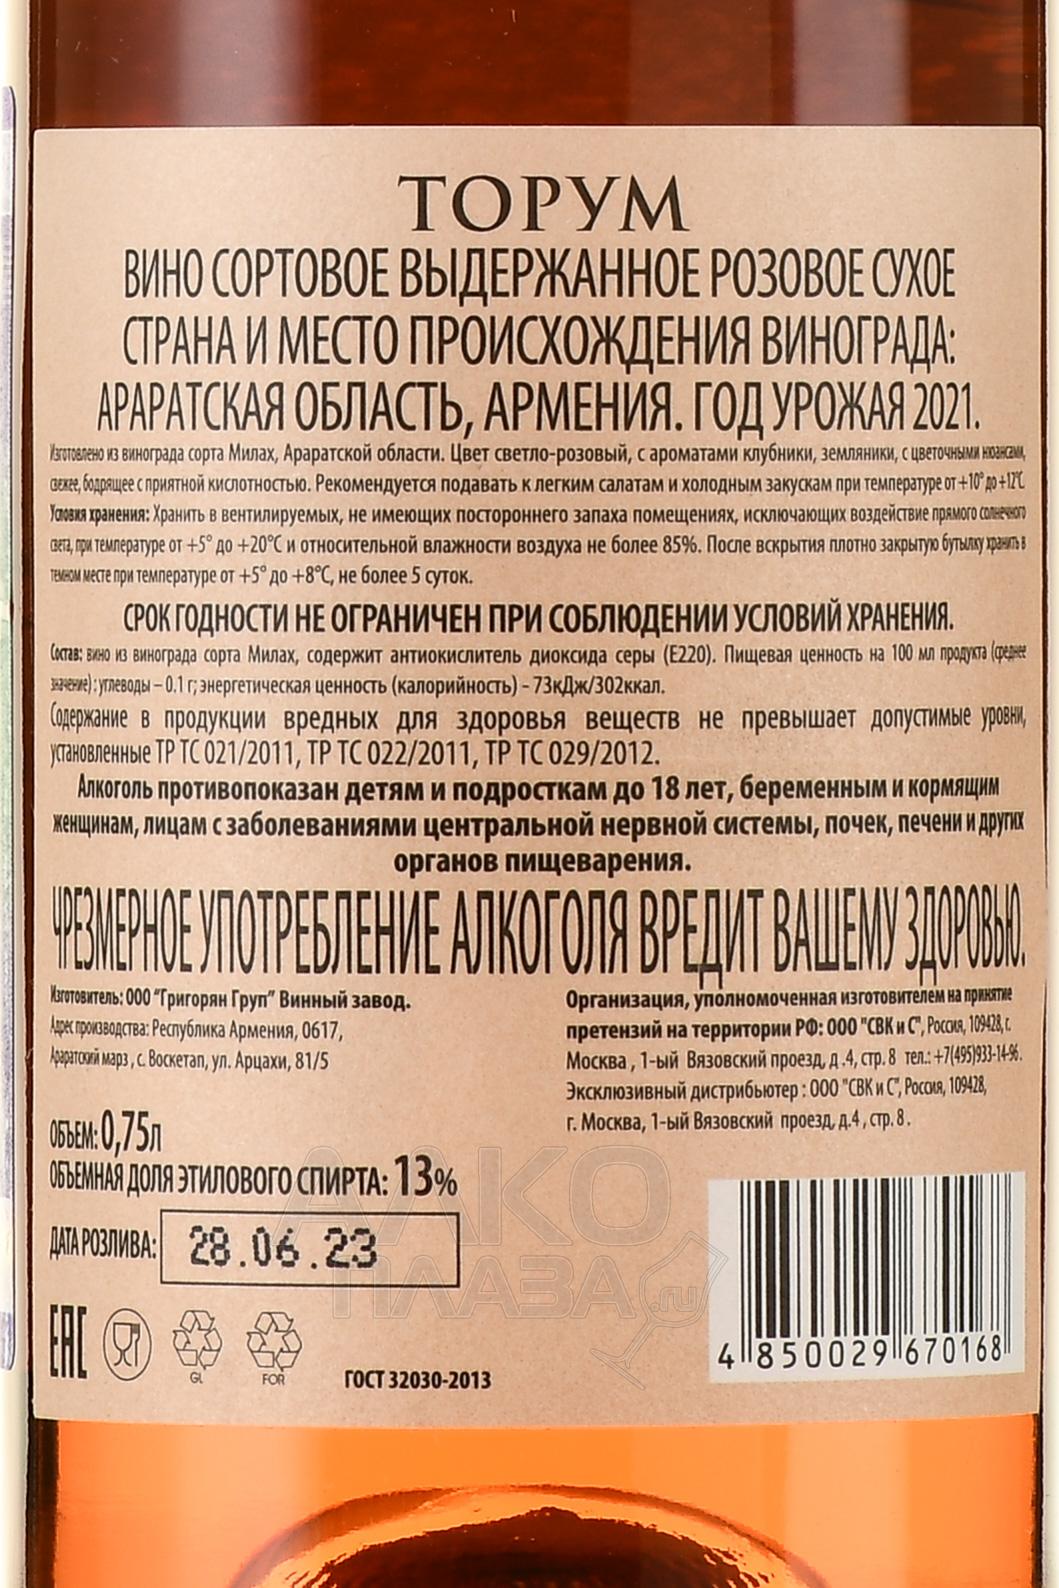 ТОРУМ
ВИНО СОРТОВОЕ ВЫДЕРЖАННОЕ РОЗОВОЕ СУХОЕ
СТРАНА И МЕСТО ПРОИСХОЖДЕНИЯ ВИНОГРАДА:
АРАРАТСКАЯ ОБЛАСТЬ, АРМЕНИЯ. ГОД УРОЖАЯ 2021.
Изготовлено из винограда сорта Милах, Араратской области. Цвет светло-розовый, с ароматами клубники, земляники, с цветочными нюансами,
свежее, бодрящее с приятной кислотностью. Рекомендуется подавать к легким салатам и холодным закускам при температуре от +10° до +12°C.
Условия хранения: Хранить в вентилируемых, не имеющих постороннего запаха помещениях, исключающих воздействие прямого солнечного
света, при температуре от +5° до +20°C и относительной влажности воздуха не более 85%. После вскрытия плотно закрытую бутылку хранить в
темном месте при температуре от +5° до +8°C, не более 5 суток.
СРОК ГОДНОСТИ НЕ ОГРАНИЧЕН ПРИ СОБЛЮДЕНИИ УСЛОВИЙ ХРАНЕНИЯ.
Состав: вино из винограда сорта Милах, содержит антиокислитель диоксида серы (Е220). Пищевая ценность на 100 мл продукта (среднее
значение) : углеводы – 0.1 г; энергетическая ценность (калорийность) - 73кДж/302ккал.
Содержание в продукции вредных для здоровья веществ не превышает допустимые уровни,
установленные ТР ТС 021/2011, ТР ТС 022/2011, ТР ТС 029/2012.
Алкоголь противопоказан детям и подросткам до 18 лет, беременным и кормящим
женщинам, лицам с заболеваниями центральной нервной системы, почек, печени и других
органов пищеварения.
ЧРЕЗМЕРНОЕ УПОТРЕБЛЕНИЕ АЛКОГОЛЯ ВРЕДИТ ВАШЕМУ ЗДОРОВЬЮ.
Изготовитель: ООО "Григорян Груп" Винный завод.
Адрес производства: Республика Армения, 0617,
Араратский марз , с. Воскетап, ул. Арцахи, 81/5
Организация, уполномоченная изготовителем на принятие
претензий на территории РФ: ООО "СВК и С", Россия, 109428, г.
Москва , 1-ый Вязовский проезд, д .4, стр. 8 тел.: +7(495)933-14-96.
Эксклюзивный дистрибьютер : ООО "СВК и С", Россия, 109428,
г. Москва, 1-ый Вязовский проезд, д.4 , стр. 8 .
ОБЪЕМ: 0,75л
ОБЪЕМНАЯ ДОЛЯ ЭТИЛОВОГО СПИРТА: 13%
ДАТА РОЗЛИВА: 28.06.23
EAC
GL
FOR
ГОСТ 32030-2013
4 850029 670168
АЛКО
ПЛАЗА.ru